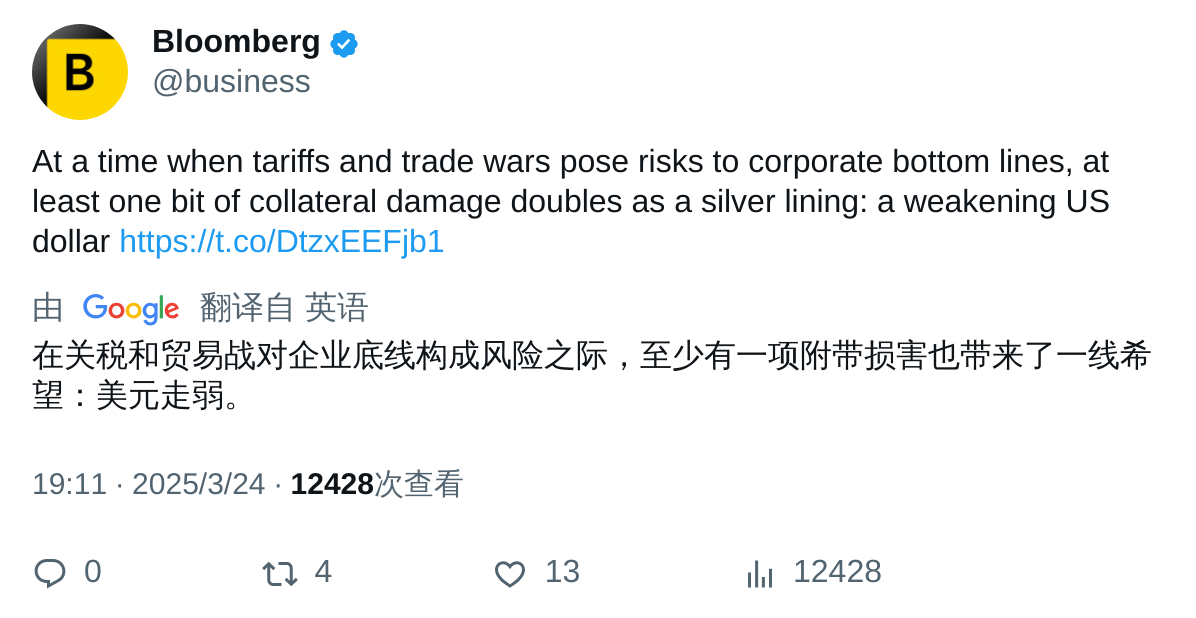 B
Bloomberg
@business
At a time when tariffs and trade wars pose risks to corporate bottom lines, at
least one bit of collateral damage doubles as a silver lining: a weakening US
dollar https://t.co/DtzxEEFjb1
由 Google 翻译自 英语
在关税和贸易战对企业底线构成风险之际，至少有一项附带损害也带来了一线希
望：美元走弱。
19:11 · 2025/3/24 · 12428次查看
0 4 13 12428